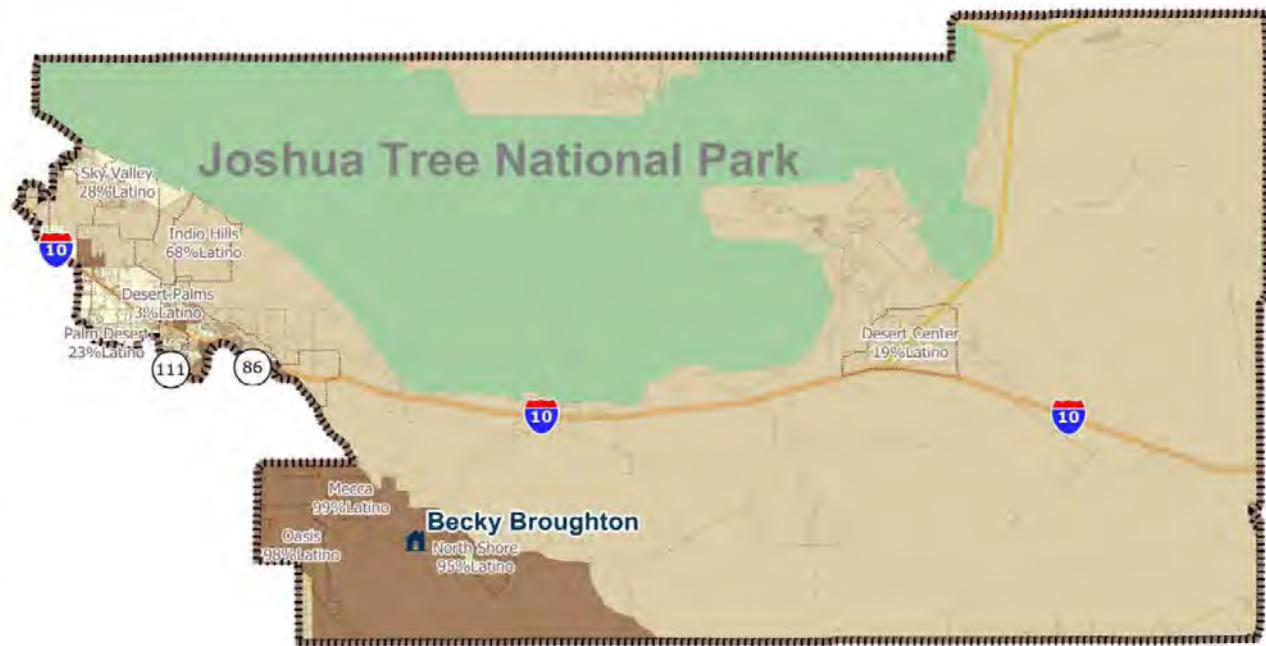 Joshua Tree National Park
Sky Valley
28%Latino
10
Indio Hills
68%Latino
Desert Palms
3%Latino
Palm Desert
23%Latino
111
86
Desert Center
19%Latino
10
10
Mecca
99%Latino
Becky Broughton
Oasis
98%Latino
North Shore
95%Latino